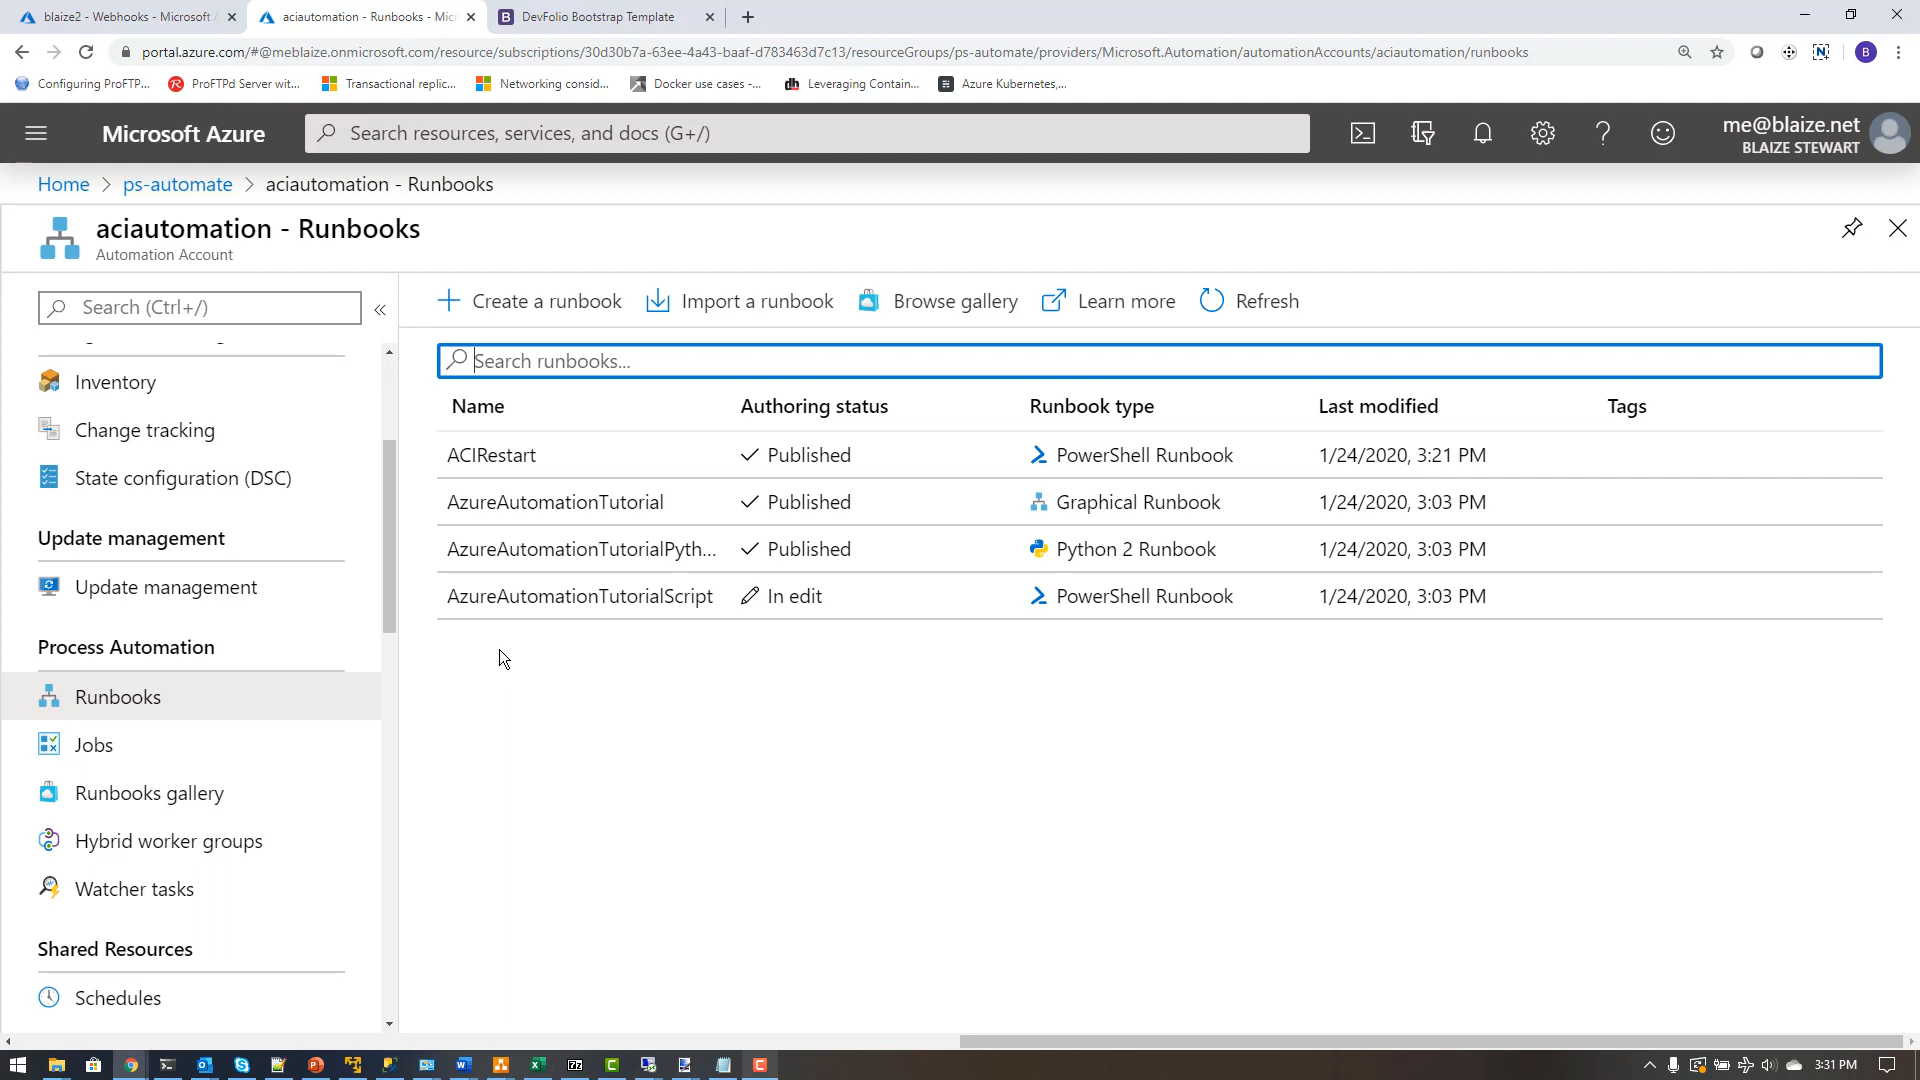 blaize2 - Webhooks - Microsoft A
aciautomation - Runbooks - Micr
DevFolio Bootstrap Template
portal.azure.com/#@meblaize.onmicrosoft.com/resource/subscriptions/30d30b7a-63ee-4a43-baaf-d783463d7c13/resourceGroups/ps-automate/providers/Microsoft.Automation/automationAccounts/aciautomation/runbooks
B
Configuring ProFTP...
ProFTPd Server wit...
Transactional replic...
Networking consid...
Docker use cases -...
Leveraging Contain...
Azure Kubernetes,...
Microsoft Azure
Search resources, services, and docs (G+/)
me@blaize.net
BLAIZE STEWART
Home > ps-automate > aciautomation - Runbooks
aciautomation - Runbooks
Automation Account
Search (Ctrl+/)
Inventory
Change tracking
State configuration (DSC)
Update management
Update management
Process Automation
Runbooks
Jobs
Runbooks gallery
Hybrid worker groups
Watcher tasks
Shared Resources
Schedules
Create a runbook
Import a runbook
Browse gallery
Learn more
Refresh
Search runbooks...
Name Authoring status Runbook type Last modified Tags
ACIRestart Published PowerShell Runbook 1/24/2020, 3:21 PM
AzureAutomationTutorial Published Graphical Runbook 1/24/2020, 3:03 PM
AzureAutomationTutorialPyth... Published Python 2 Runbook 1/24/2020, 3:03 PM
AzureAutomationTutorialScript In edit PowerShell Runbook 1/24/2020, 3:03 PM
3:31 PM